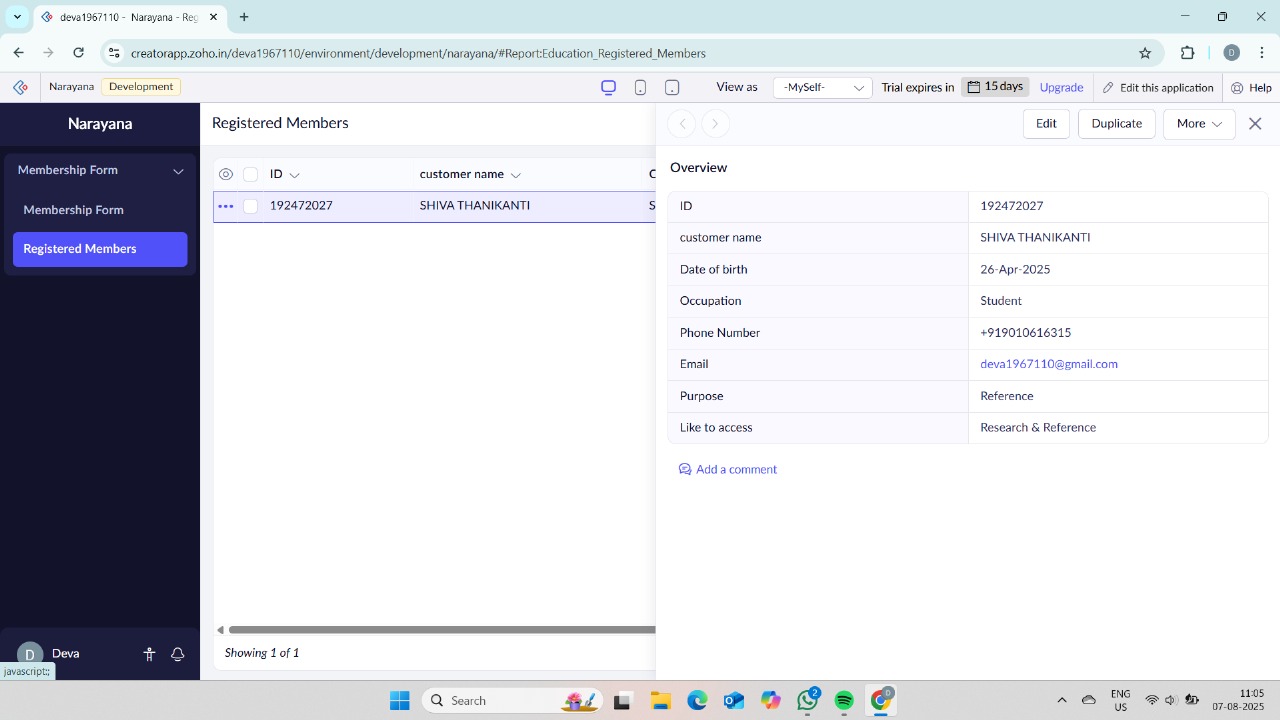 deva1967110 - Narayana - Reg
creatorapp.zoho.in/deva1967110/environment/development/narayana/#Report:Education_Registered_Members
D
Narayana Development View as -MySelf- Trial expires in 15 days Upgrade Edit this application Help
Narayana
Membership Form
Membership Form
Registered Members
Registered Members
ID customer name C
192472027 SHIVA THANIKANTI S
Showing 1 of 1
Edit Duplicate More
Overview
ID 192472027
customer name SHIVA THANIKANTI
Date of birth 26-Apr-2025
Occupation Student
Phone Number +919010616315
Email deva1967110@gmail.com
Purpose Reference
Like to access Research & Reference
Add a comment
D Deva
javascript:;
Search
2
D
ENG
US
11:05
07-08-2025